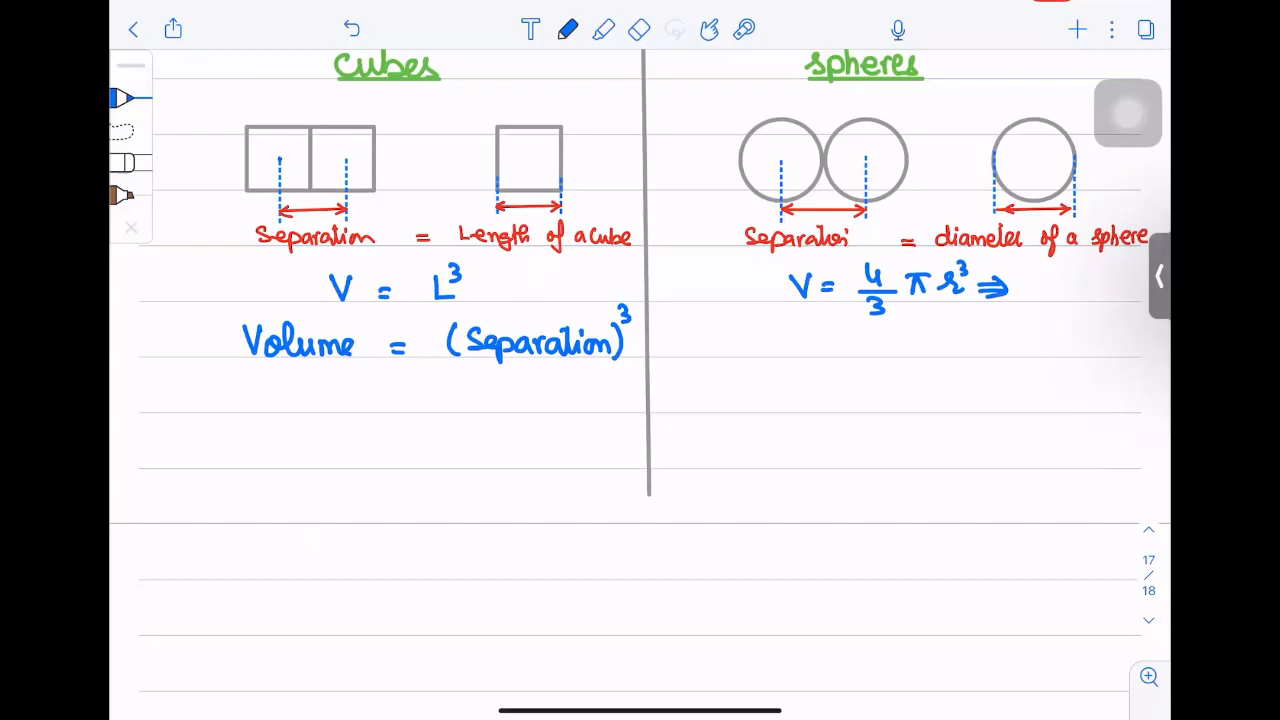 cubes
spheres
Separation = Length of a cube
Separation = diameter of a sphere
V = L³
V = 4/3 π r³ ⇒
Volume = (Separation)³
17
/
18